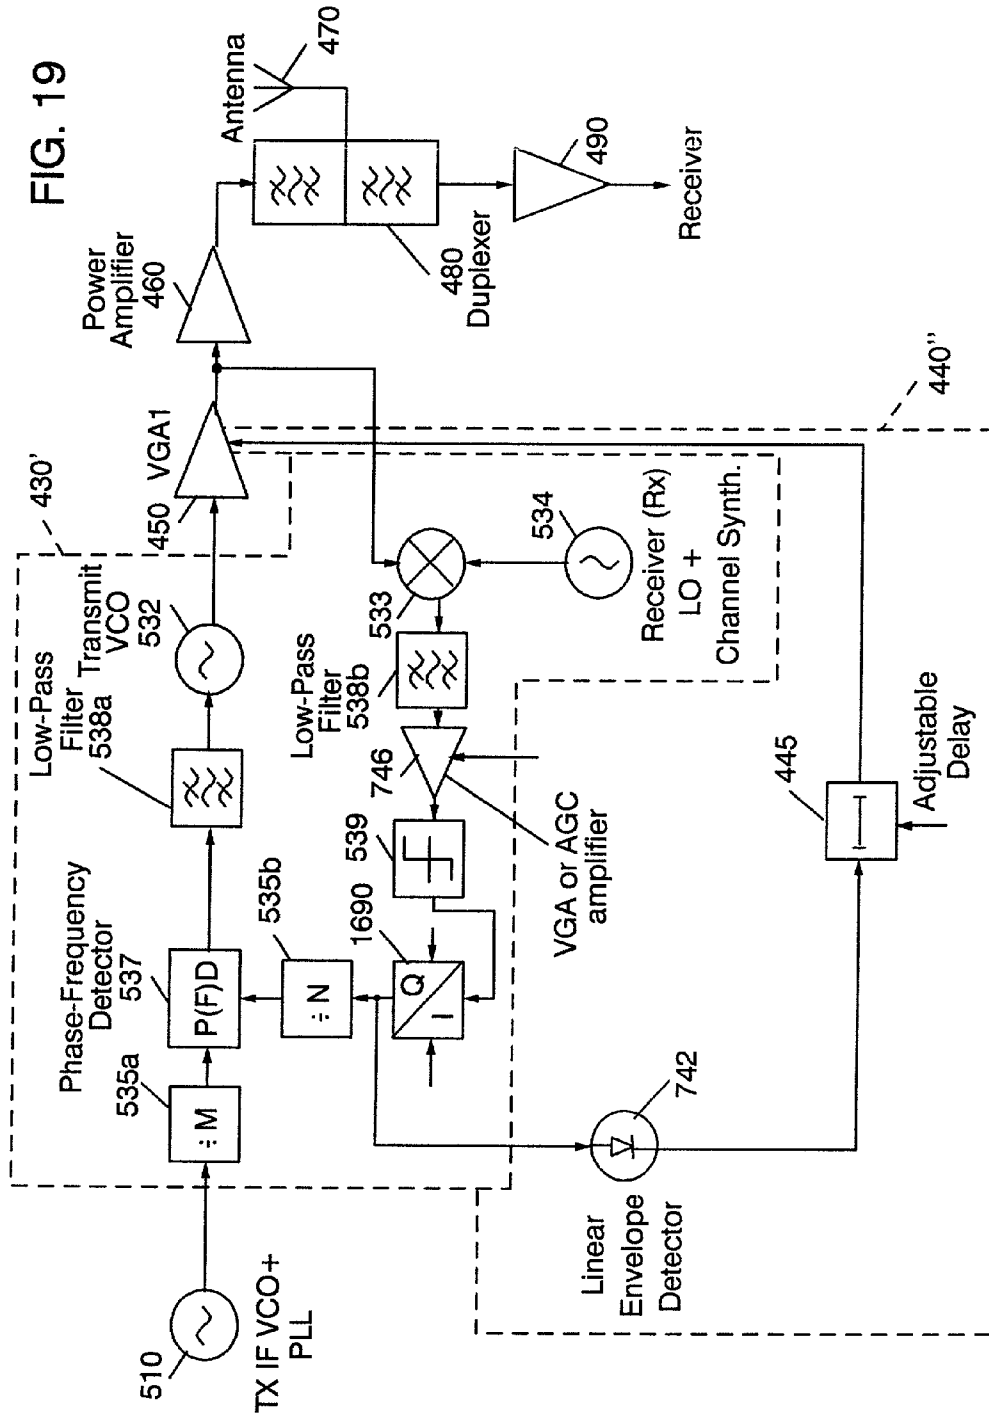 FIG. 19
510
TX IF VCO+
PLL
535a
÷M
Phase-Frequency
Detector
537
P(F)D
535b
÷N
Low-Pass
Filter
538a
Transmit
VCO
532
430'
450
VGA1
Power
Amplifier
460
Antenna
470
480
Duplexer
490
Receiver
1690
Q
I
539
746
Low-Pass
Filter
538b
533
534
Receiver (Rx)
LO +
Channel Synth.
VGA or AGC
amplifier
742
Linear
Envelope
Detector
445
Adjustable
Delay
440''